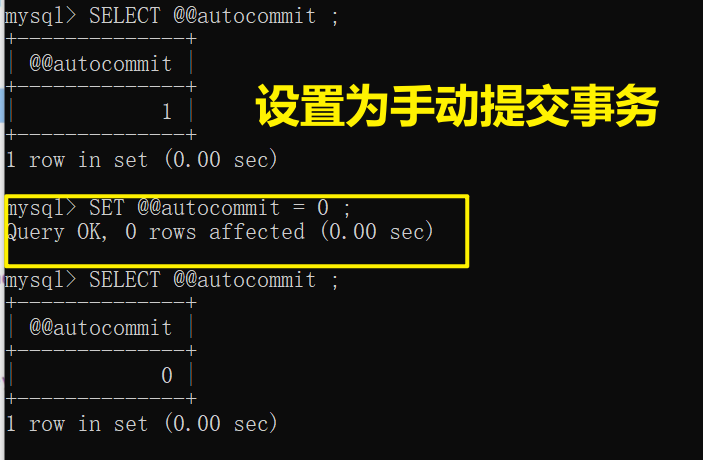 mysql> SELECT @@autocommit ;
+--------------+
| @@autocommit |
+--------------+
|            1 |
+--------------+
1 row in set (0.00 sec)
设置为手动提交事务
mysql> SET @@autocommit = 0 ;
Query OK, 0 rows affected (0.00 sec)
mysql> SELECT @@autocommit ;
+--------------+
| @@autocommit |
+--------------+
|            0 |
+--------------+
1 row in set (0.00 sec)